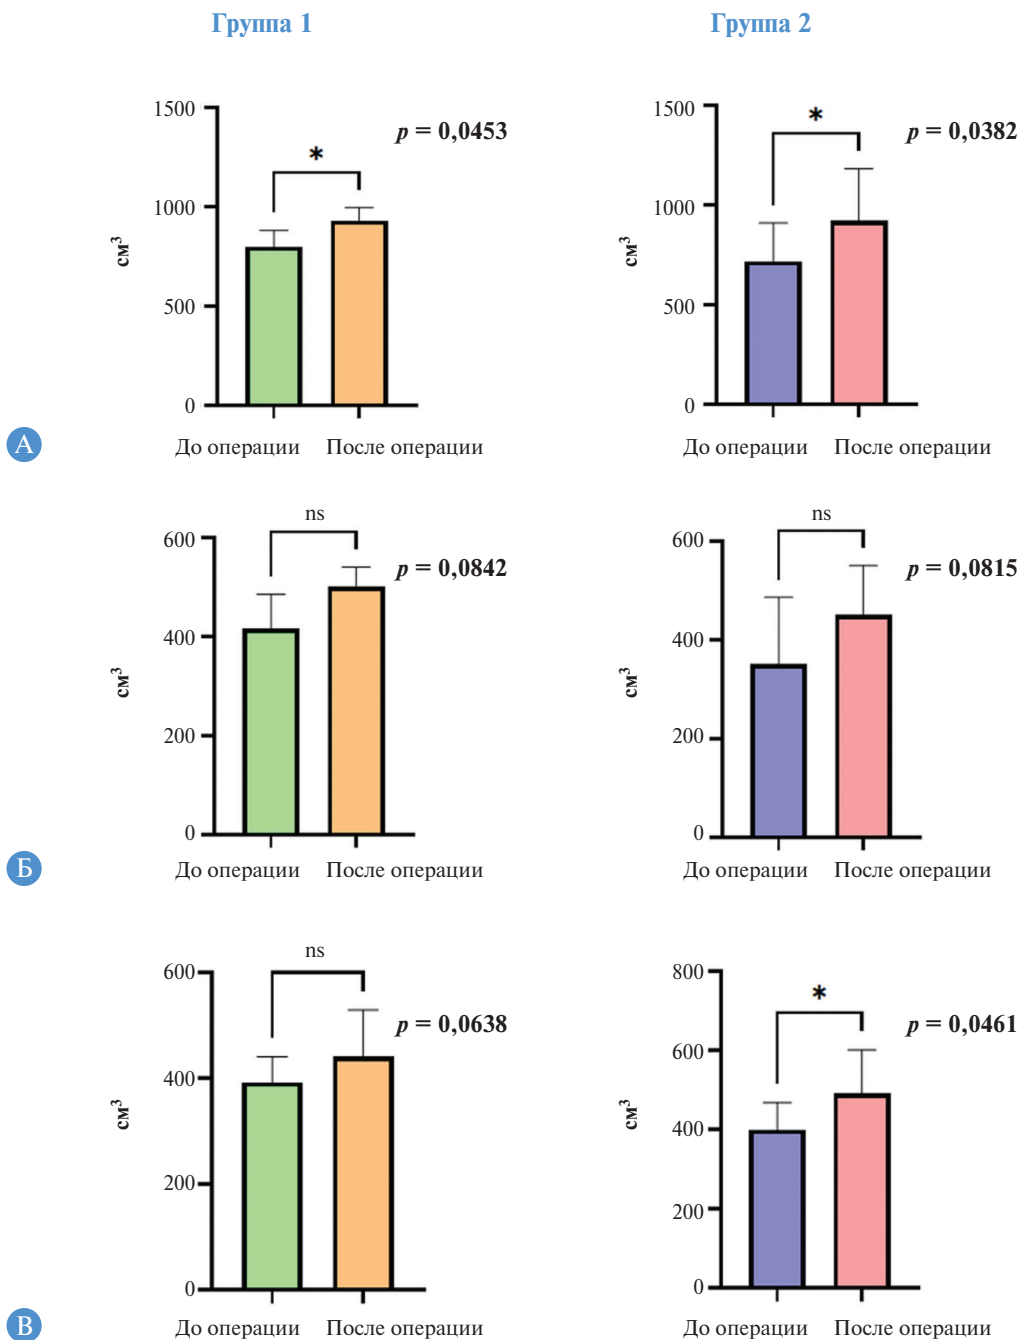 Группа 1
Группа 2
1500
1000
500
0
см³
*
p = 0,0453
До операции
После операции
1500
1000
500
0
см³
*
p = 0,0382
До операции
После операции
А
600
400
200
0
см³
ns
p = 0,0842
До операции
После операции
600
400
200
0
см³
ns
p = 0,0815
До операции
После операции
Б
600
400
200
0
см³
ns
p = 0,0638
До операции
После операции
800
600
400
200
0
см³
*
p = 0,0461
До операции
После операции
В